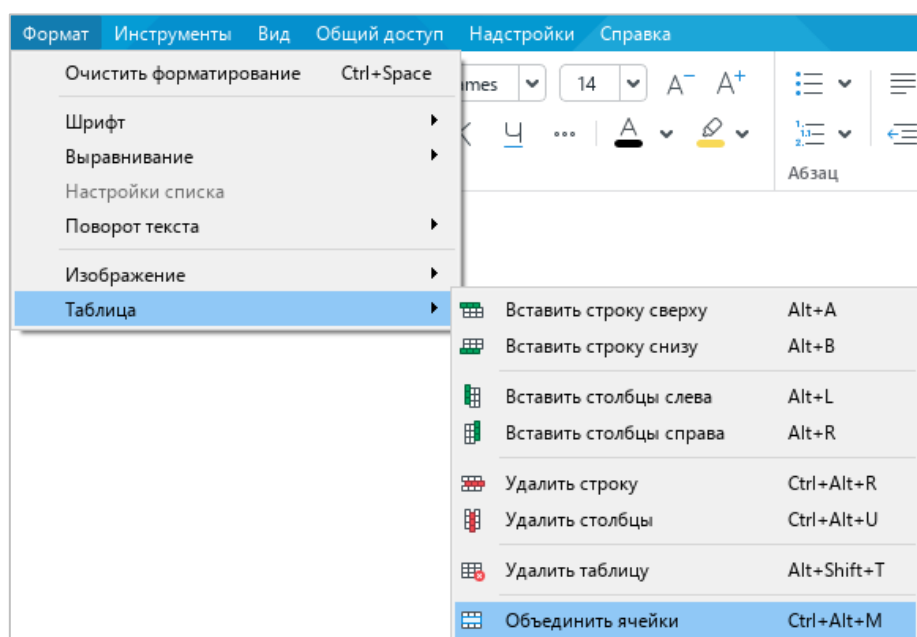 Формат Инструменты Вид Общий доступ Надстройки Справка
Очистить форматирование Ctrl+Space
14 A⁻ A⁺
Шрифт
Ч ••• A
Выравнивание
Абзац
Настройки списка
Поворот текста
Изображение
Таблица
Вставить строку сверху Alt+A
Вставить строку снизу Alt+B
Вставить столбцы слева Alt+L
Вставить столбцы справа Alt+R
Удалить строку Ctrl+Alt+R
Удалить столбцы Ctrl+Alt+U
Удалить таблицу Alt+Shift+T
Объединить ячейки Ctrl+Alt+M